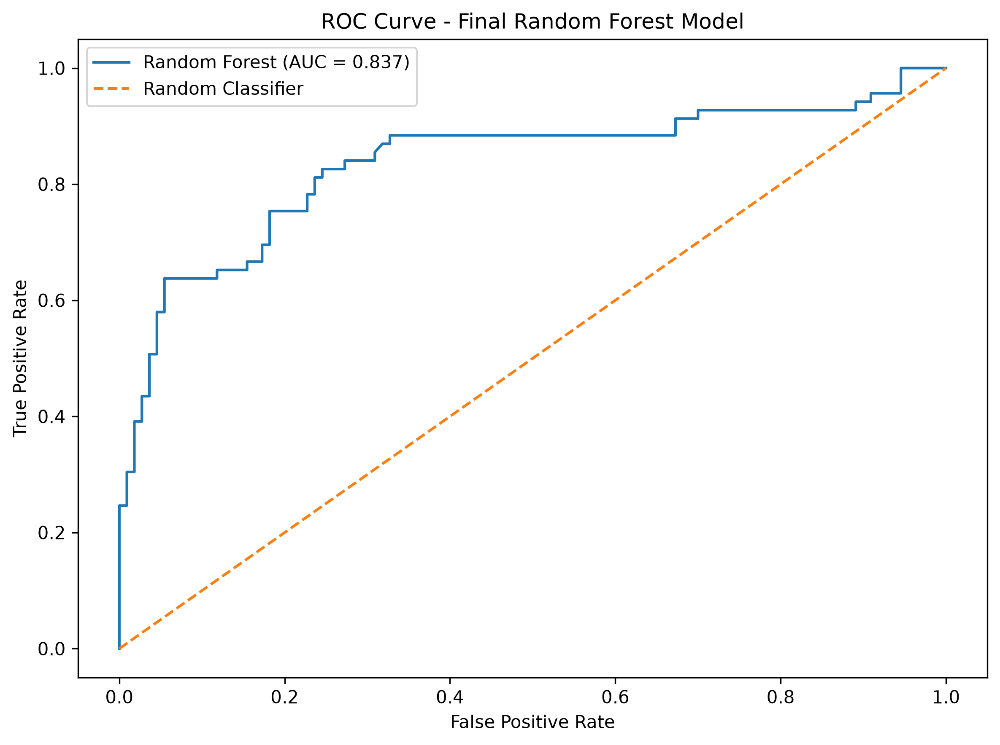 ROC Curve - Final Random Forest Model
Random Forest (AUC = 0.837)
Random Classifier
True Positive Rate
1.0
0.8
0.6
0.4
0.2
0.0
0.0 0.2 0.4 0.6 0.8 1.0
False Positive Rate